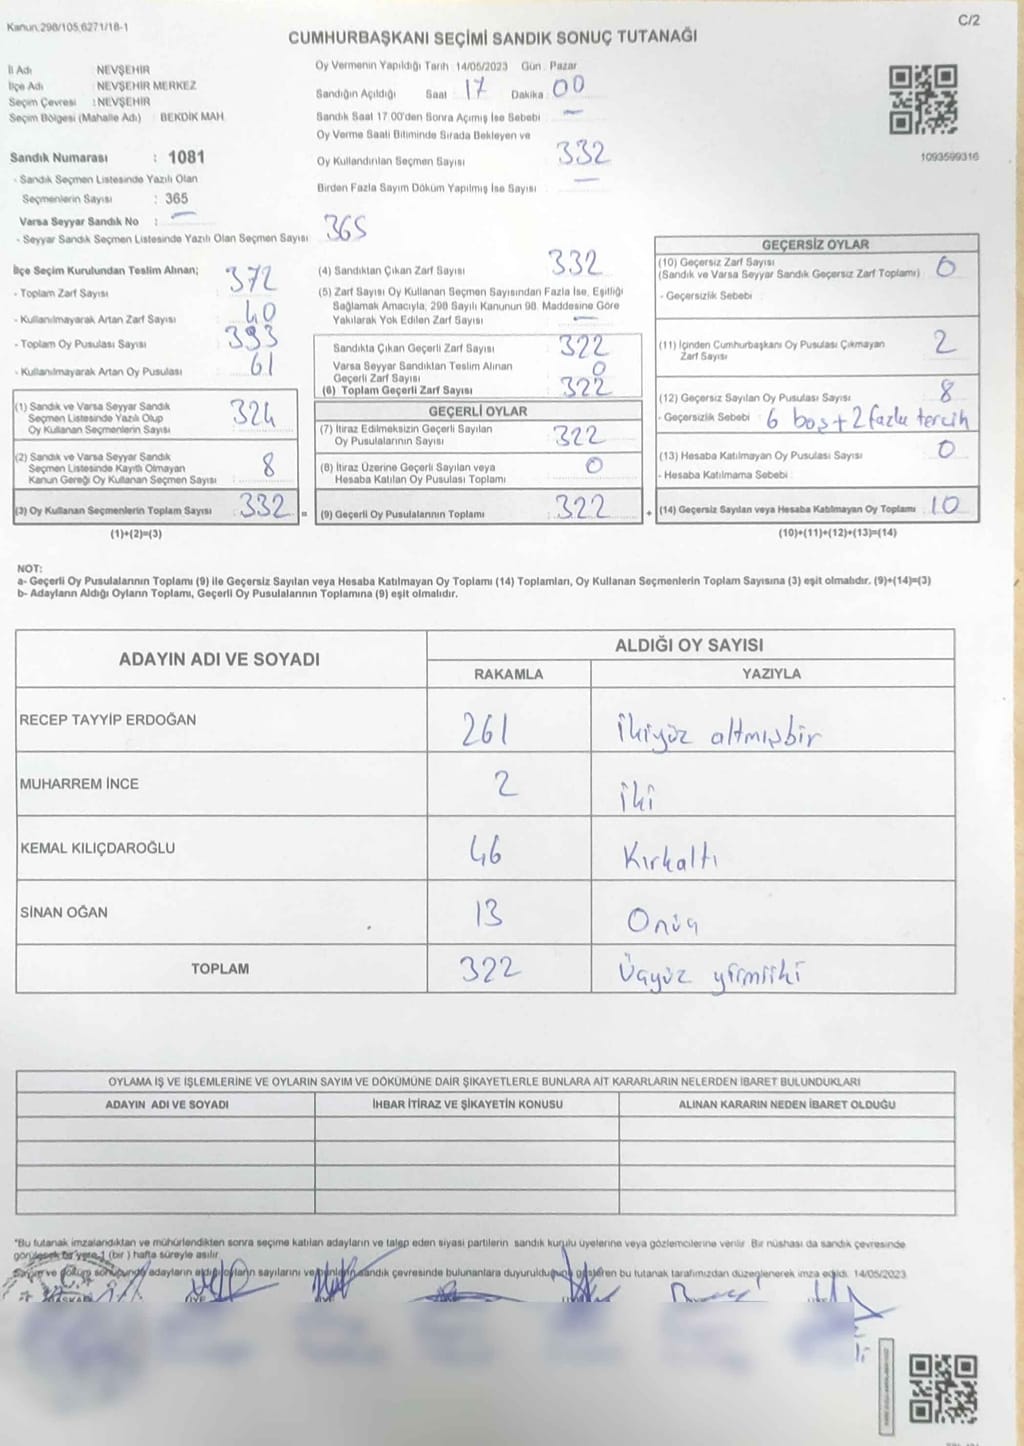 Kanun:298/105,6271/18-1
C/2
CUMHURBAŞKANI SEÇİMİ SANDIK SONUÇ TUTANAĞI
İl Adı : NEVŞEHİR
İlçe Adı : NEVŞEHİR MERKEZ
Seçim Çevresi : NEVŞEHİR
Seçim Bölgesi (Mahalle Adı) : BEKDİK MAH.
Sandık Numarası : 1081
- Sandık Seçmen Listesinde Yazılı Olan
Seçmenlerin Sayısı : 365
Varsa Seyyar Sandık No : —
- Seyyar Sandık Seçmen Listesinde Yazılı Olan Seçmen Sayısı 365
Oy Vermenin Yapıldığı Tarih 14/05/2023 Gün : Pazar
Sandığın Açıldığı Saat 17 Dakika : 00
Sandık Saat 17:00'den Sonra Açımış İse Sebebi —
Oy Verme Saati Bitiminde Sırada Bekleyen ve
Oy Kullandırılan Seçmen Sayısı 332
Birden Fazla Sayım Döküm Yapılmış İse Sayısı —
1093599316
İlçe Seçim Kurulundan Teslim Alınan;
- Toplam Zarf Sayısı 372
- Kullanılmayarak Artan Zarf Sayısı 40
- Toplam Oy Pusulası Sayısı 393
- Kullanılmayarak Artan Oy Pusulası 61
(1) Sandık ve Varsa Seyyar Sandık
Seçmen Listesinde Yazılı Olup
Oy Kullanan Seçmenlerin Sayısı 324
(2) Sandık ve Varsa Seyyar Sandık
Seçmen Listesinde Kayıtlı Olmayan
Kanun Gereği Oy Kullanan Seçmen Sayısı 8
(3) Oy Kullanan Seçmenlerin Toplam Sayısı 332 =
(1)+(2)=(3)
(4) Sandıktan Çıkan Zarf Sayısı 332
(5) Zarf Sayısı Oy Kullanan Seçmen Sayısından Fazla İse, Eşitliği
Sağlamak Amacıyla, 298 Sayılı Kanunun 98. Maddesine Göre
Yakılarak Yok Edilen Zarf Sayısı —
Sandıkta Çıkan Geçerli Zarf Sayısı 322
Varsa Seyyar Sandıktan Teslim Alınan
Geçerli Zarf Sayısı 0
(6) Toplam Geçerli Zarf Sayısı 322
GEÇERLİ OYLAR
(7) İtiraz Edilmeksizin Geçerli Sayılan
Oy Pusulalarının Sayısı 322
(8) İtiraz Üzerine Geçerli Sayılan veya
Hesaba Katılan Oy Pusulası Toplamı 0
(9) Geçerli Oy Pusulalarının Toplamı : 322 +
GEÇERSİZ OYLAR
(10) Geçersiz Zarf Sayısı
(Sandık ve Varsa Seyyar Sandık Geçersiz Zarf Toplamı) 0
- Geçersizlik Sebebi :
(11) İçinden Cumhurbaşkanı Oy Pusulası Çıkmayan
Zarf Sayısı 2
(12) Geçersiz Sayılan Oy Pusulası Sayısı 8
- Geçersizlik Sebebi : 6 boş + 2 fazla tercih
(13) Hesaba Katılmayan Oy Pusulası Sayısı 0
- Hesaba Katılmama Sebebi :
(14) Geçersiz Sayılan veya Hesaba Katılmayan Oy Toplamı : 10
(10)+(11)+(12)+(13)=(14)
NOT:
a- Geçerli Oy Pusulalarının Toplamı (9) ile Geçersiz Sayılan veya Hesaba Katılmayan Oy Toplamı (14) Toplamları, Oy Kullanan Seçmenlerin Toplam Sayısına (3) eşit olmalıdır. (9)+(14)=(3)
b- Adayların Aldığı Oyların Toplamı, Geçerli Oy Pusulalarının Toplamına (9) eşit olmalıdır.
ADAYIN ADI VE SOYADI
ALDIĞI OY SAYISI
RAKAMLA YAZIYLA
RECEP TAYYİP ERDOĞAN 261 İkiyüz altmışbir
MUHARREM İNCE 2 İki
KEMAL KILIÇDAROĞLU 46 Kırkaltı
SİNAN OĞAN 13 Onüç
TOPLAM 322 Üçyüz yirmiiki
OYLAMA İŞ VE İŞLEMLERİNE VE OYLARIN SAYIM VE DÖKÜMÜNE DAİR ŞİKAYETLERLE BUNLARA AİT KARARLARIN NELERDEN İBARET BULUNDUKLARI
ADAYIN ADI VE SOYADI İHBAR İTİRAZ VE ŞİKAYETİN KONUSU ALINAN KARARIN NEDEN İBARET OLDUĞU
*Bu tutanak imzalandıktan ve mühürlendikten sonra seçime katılan adayların ve talep eden siyasi partilerin sandık kurulu üyelerine veya gözlemcilerine verilir. Bir nüshası da sandık çevresinde
görülecek bir yere 1 (bir ) hafta süreyle asılır.
Sayım ve döküm sonucunda adayların aldığı oyların sayılarını ve bunların sandık çevresinde bulunanlara duyurulduğunu gösteren bu tutanak tarafımızdan düzenlenerek imza edildi. 14/05/2023